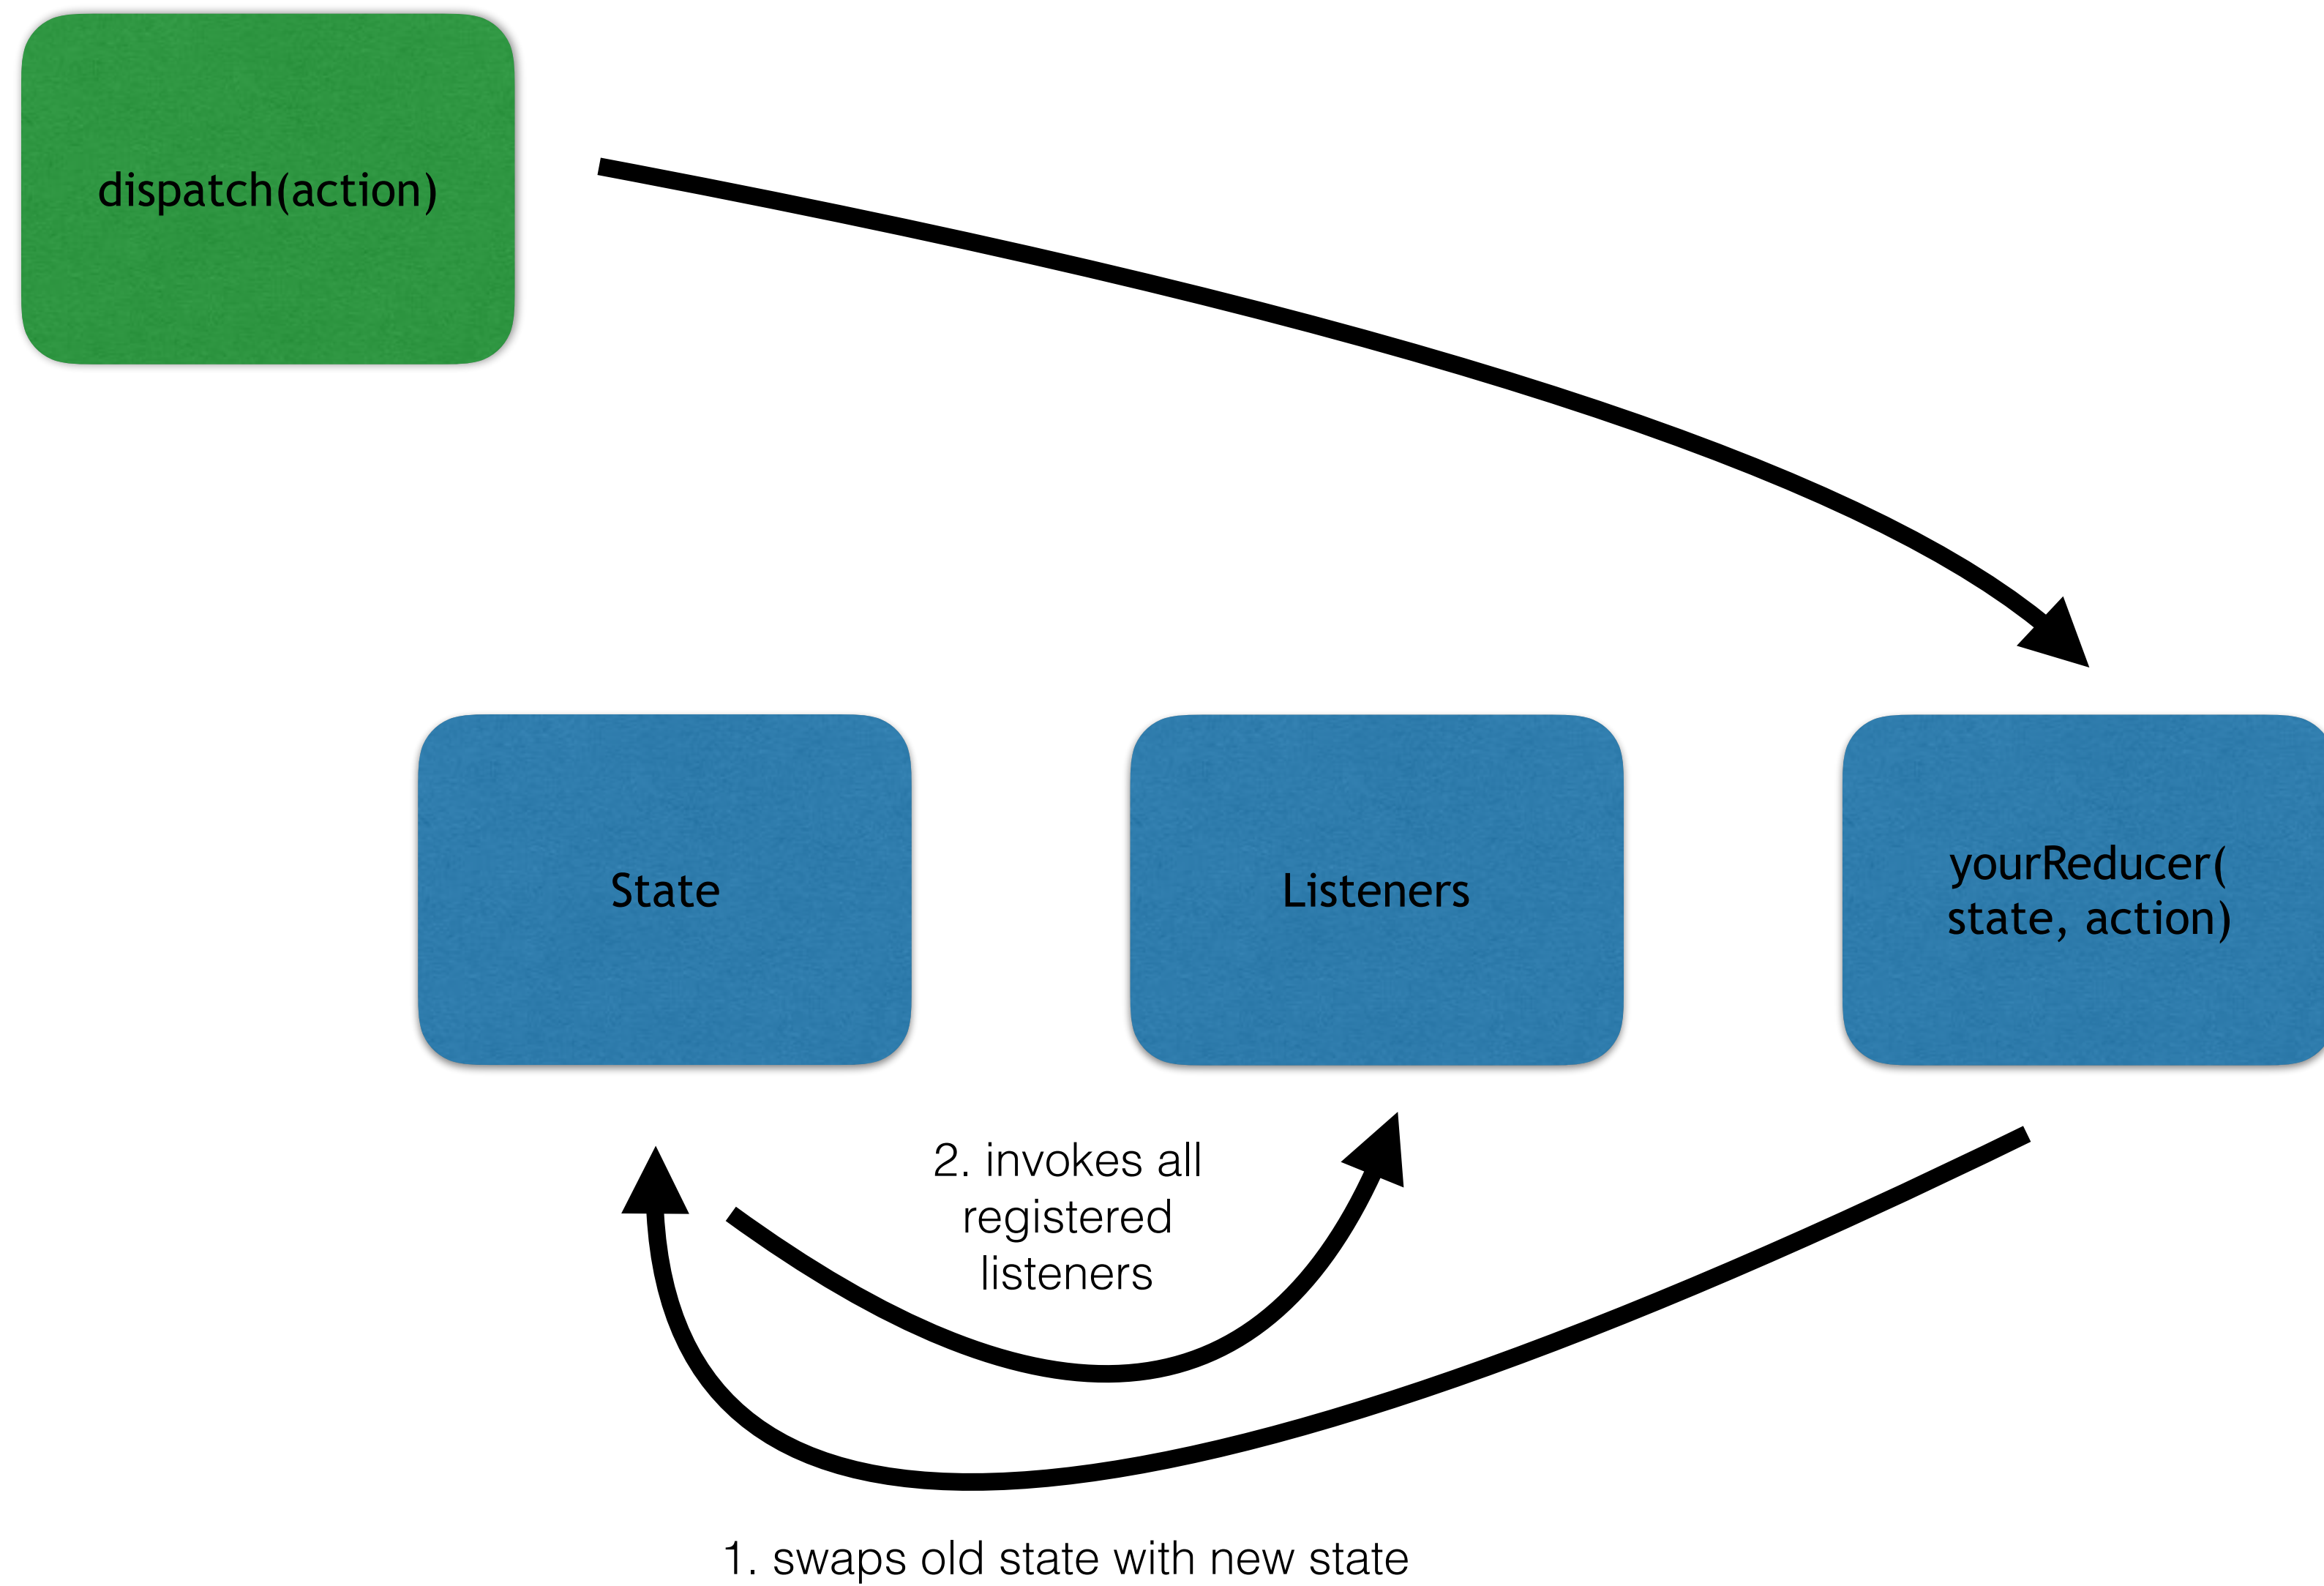 dispatch(action)
State
Listeners
yourReducer(
state, action)
2. invokes all
registered
listeners
1. swaps old state with new state